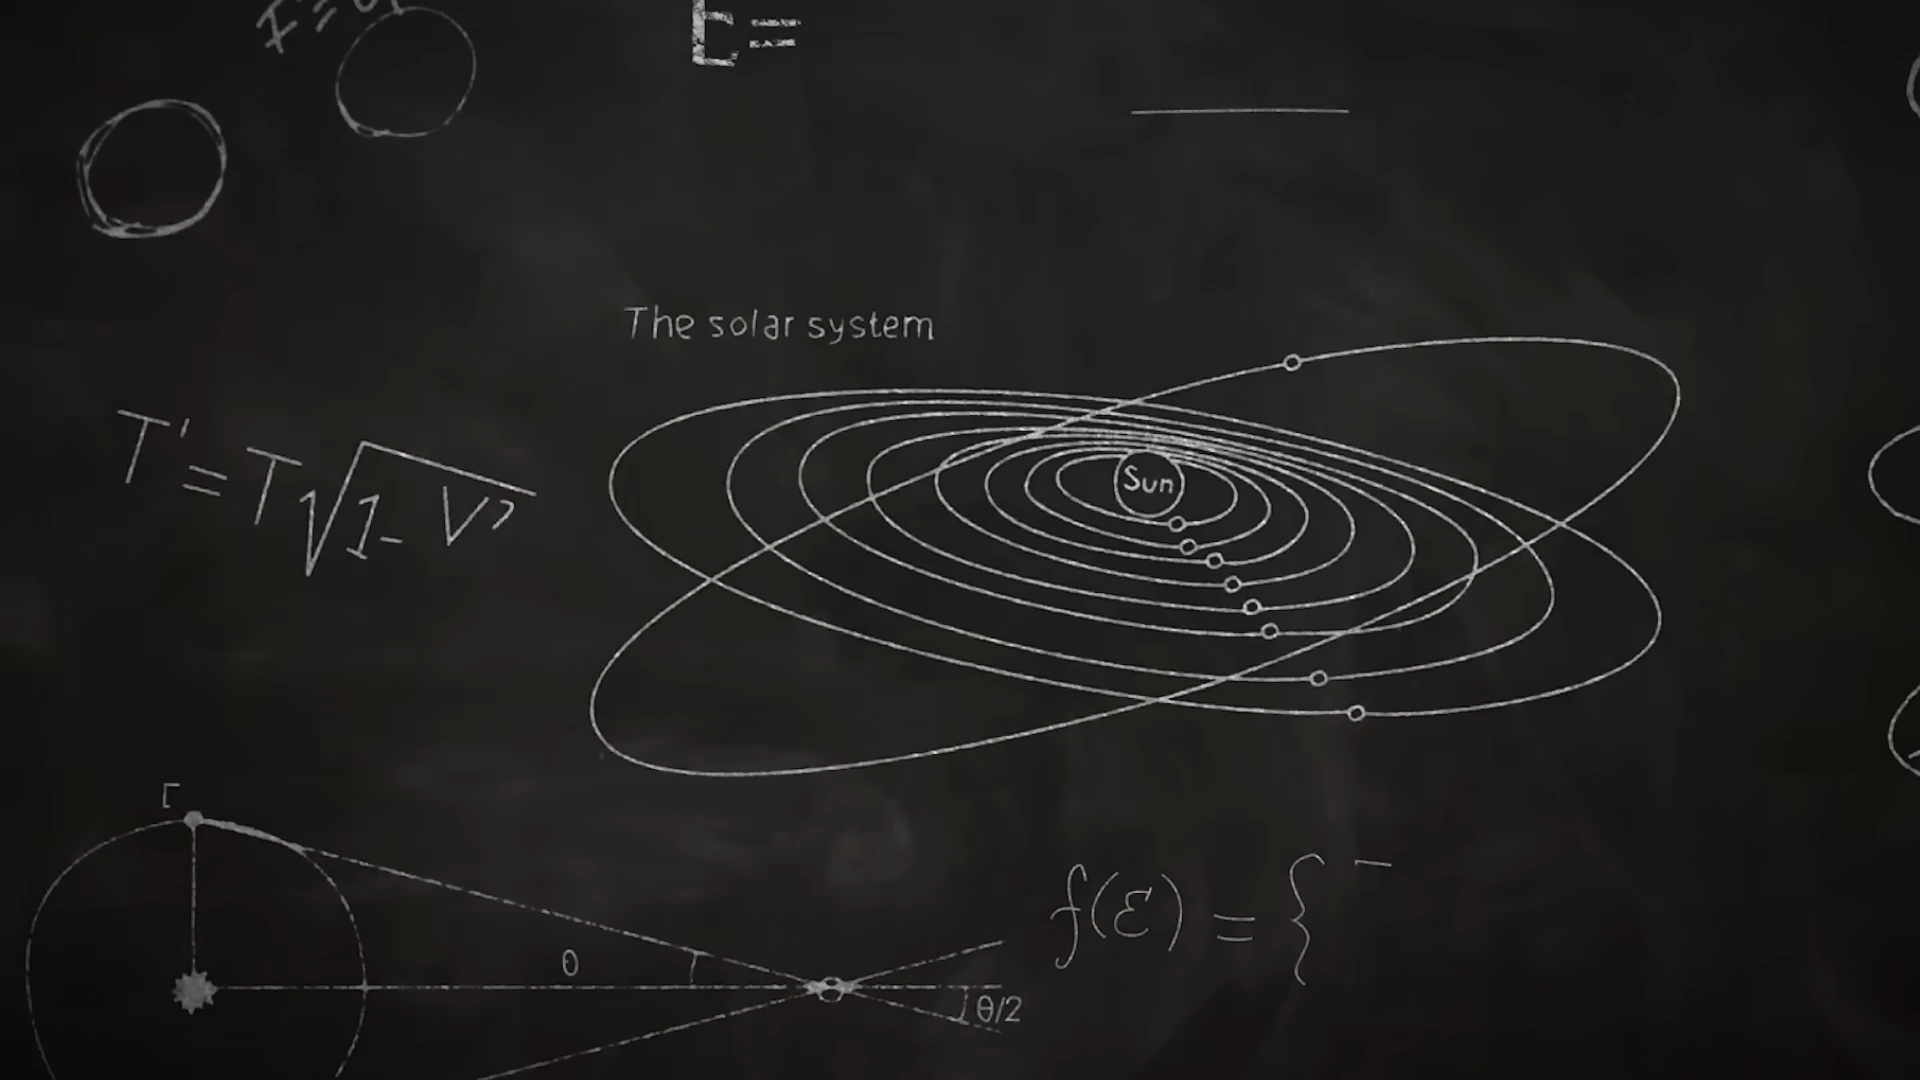 E=
The solar system
Sun
T'=T√1-V²
θ
θ/2
f(ε)={